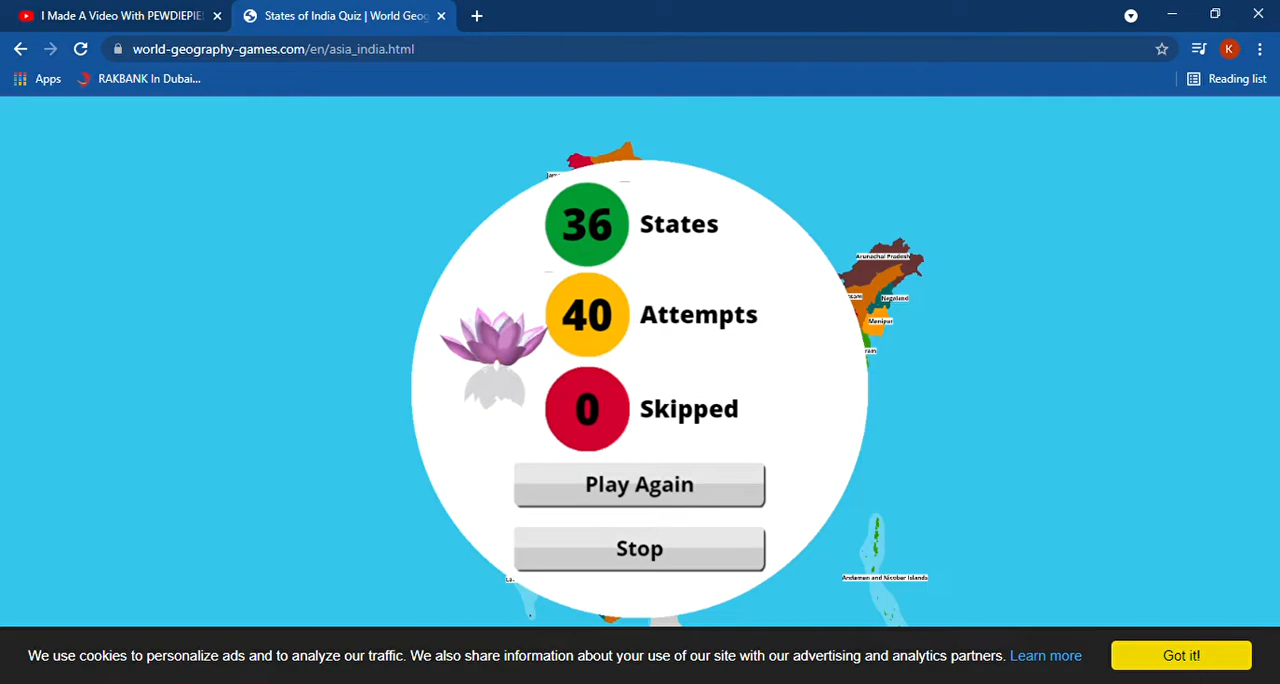 I Made A Video With PEWDIEPIE
States of India Quiz | World Geog
world-geography-games.com/en/asia_india.html
K
Apps
RAKBANK In Dubai...
Reading list
36 States
40 Attempts
0 Skipped
Play Again
Stop
Arunachal Pradesh
Nagaland
Manipur
Andaman and Nicobar Islands
We use cookies to personalize ads and to analyze our traffic. We also share information about your use of our site with our advertising and analytics partners. Learn more
Got it!